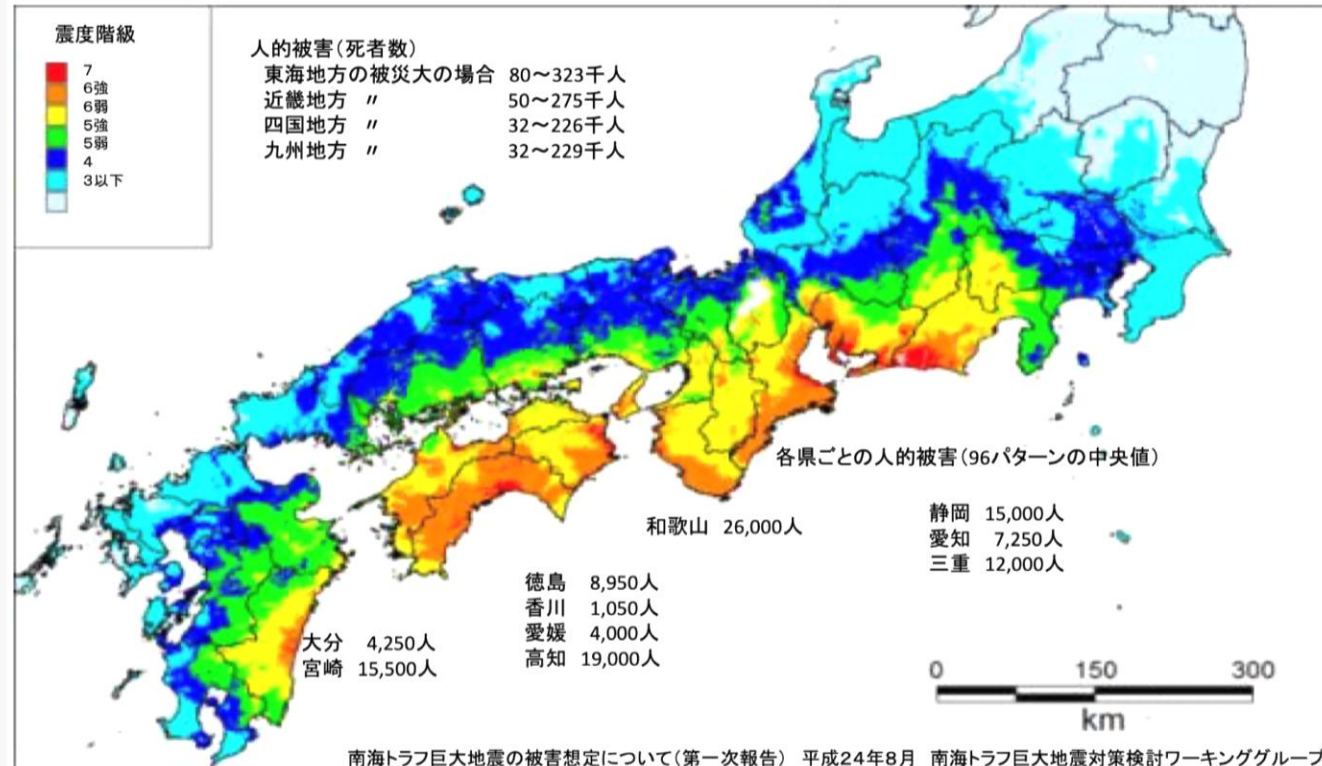 震度階級
7
6強
6弱
5強
5弱
4
3以下
人的被害(死者数)
東海地方の被災大の場合 80～323千人
近畿地方 〃 50～275千人
四国地方 〃 32～226千人
九州地方 〃 32～229千人
各県ごとの人的被害(96パターンの中央値)
和歌山 26,000人
静岡 15,000人
愛知 7,250人
三重 12,000人
徳島 8,950人
香川 1,050人
愛媛 4,000人
高知 19,000人
大分 4,250人
宮崎 15,500人
0 150 300
km
南海トラフ巨大地震の被害想定について(第一次報告) 平成24年8月 南海トラフ巨大地震対策検討ワーキンググループ